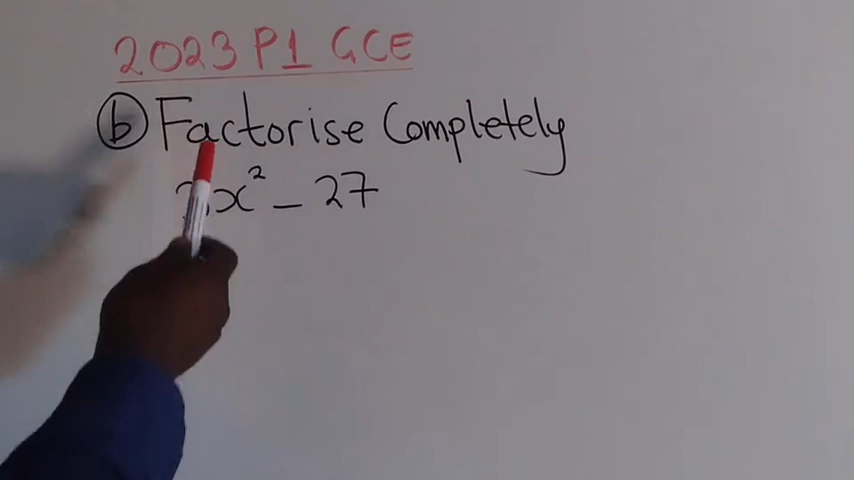 2023 P1 GCE
b Factorise Completely
x² – 27